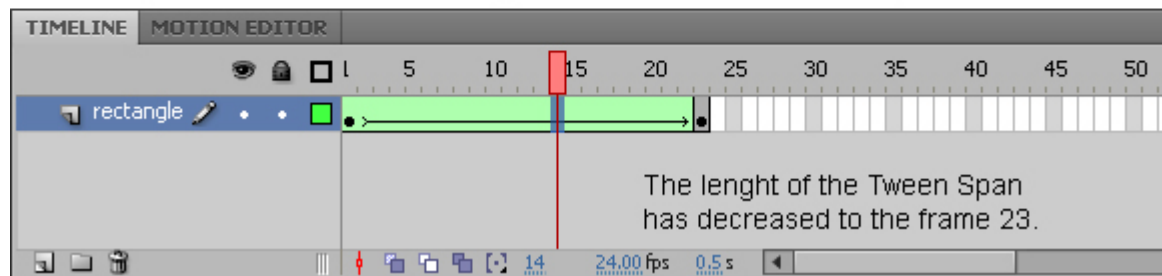 TIMELINE MOTION EDITOR
1 5 10 15 20 25 30 35 40 45 50
rectangle
The lenght of the Tween Span
has decreased to the frame 23.
14 24.00 fps 0.5 s